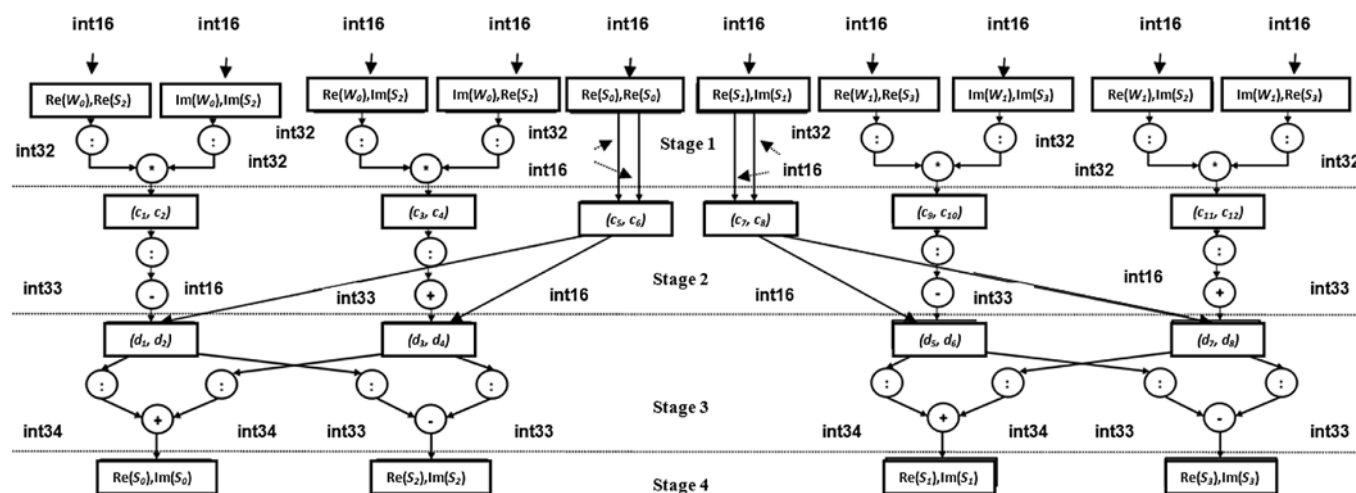 int16 int16 int16 int16 int16 int16 int16 int16 int16 int16
Re(W₀),Re(S₂) Im(W₀),Im(S₂) Re(W₀),Im(S₂) Im(W₀),Re(S₂) Re(S₀),Re(S₀) Re(S₁),Im(S₁) Re(W₁),Re(S₃) Im(W₁),Im(S₃) Re(W₁),Im(S₂) Im(W₁),Re(S₃)
: : : : : : : :
int32 int32 int32 int32 int32 int32
Stage 1
int32 int32 int32 int32 int32 int32
int16 int16
* * * *
(c₁, c₂) (c₃, c₄) (c₅, c₆) (c₇, c₈) (c₉, c₁₀) (c₁₁, c₁₂)
: : : :
int33 int16 int33 int16 Stage 2 int16 int33 int16 int33
- + - +
(d₁, d₂) (d₃, d₄) (d₅, d₆) (d₇, d₈)
: : : : : : : :
Stage 3
+ - + -
int34 int34 int33 int33 int34 int34 int33 int33
Re(S₀),Im(S₀) Re(S₂),Im(S₂) Re(S₁),Im(S₁) Re(S₃),Im(S₃)
Stage 4